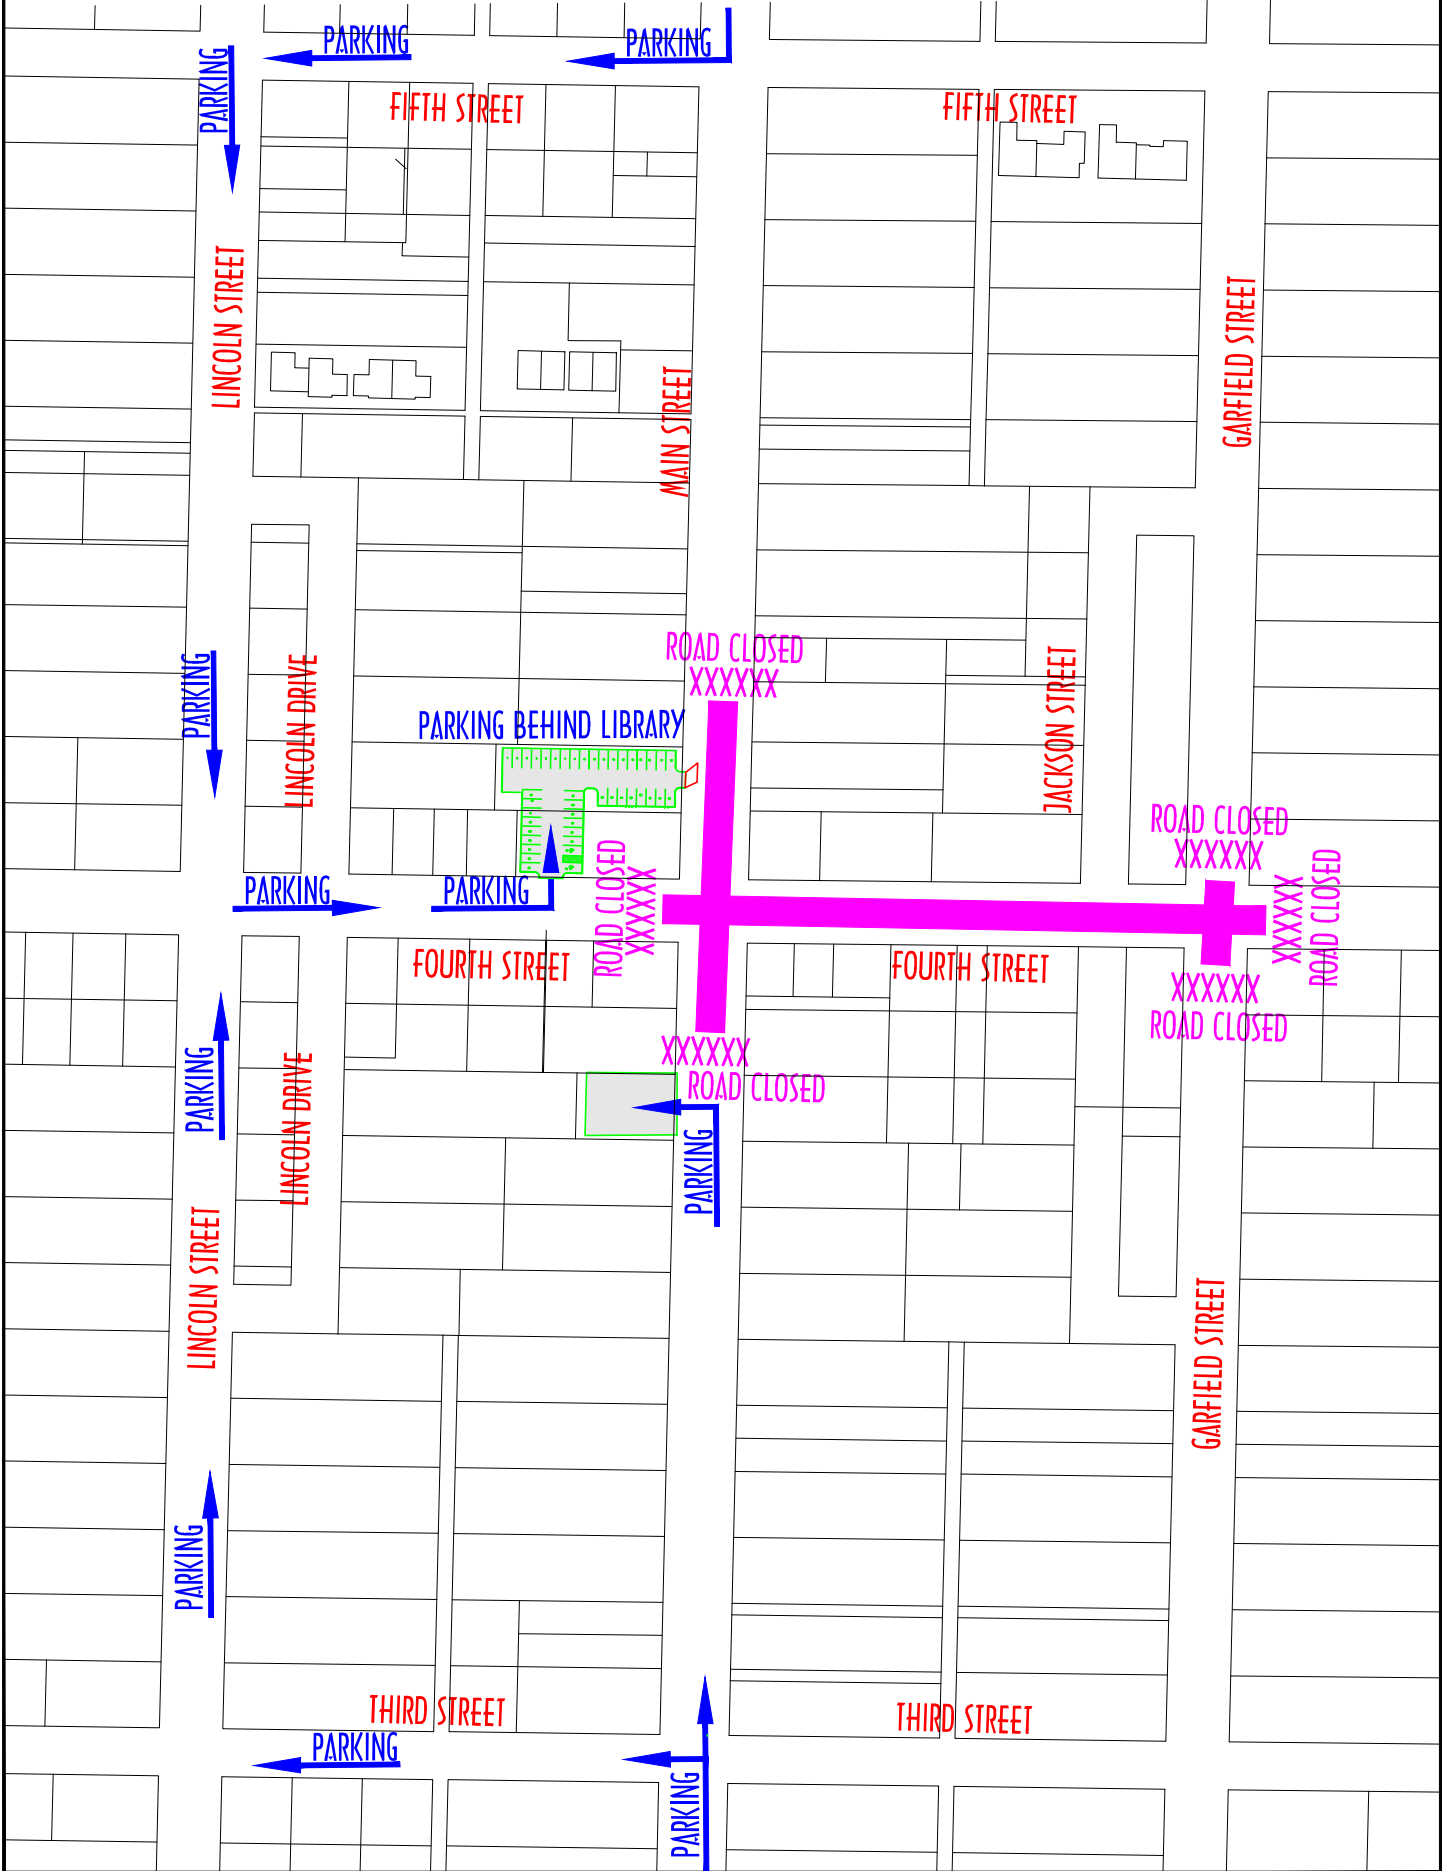 PARKING
PARKING
PARKING
FIFTH STREET
FIFTH STREET
LINCOLN STREET
GARFIELD STREET
MAIN STREET
ROAD CLOSED
XXXXXX
PARKING
LINCOLN DRIVE
JACKSON STREET
PARKING BEHIND LIBRARY
ROAD CLOSED
XXXXXX
ROAD CLOSED
XXXXXX
XXXXXX
ROAD CLOSED
PARKING
PARKING
FOURTH STREET
FOURTH STREET
XXXXXX
ROAD CLOSED
XXXXXX
ROAD CLOSED
PARKING
LINCOLN DRIVE
PARKING
LINCOLN STREET
GARFIELD STREET
PARKING
THIRD STREET
THIRD STREET
PARKING
PARKING